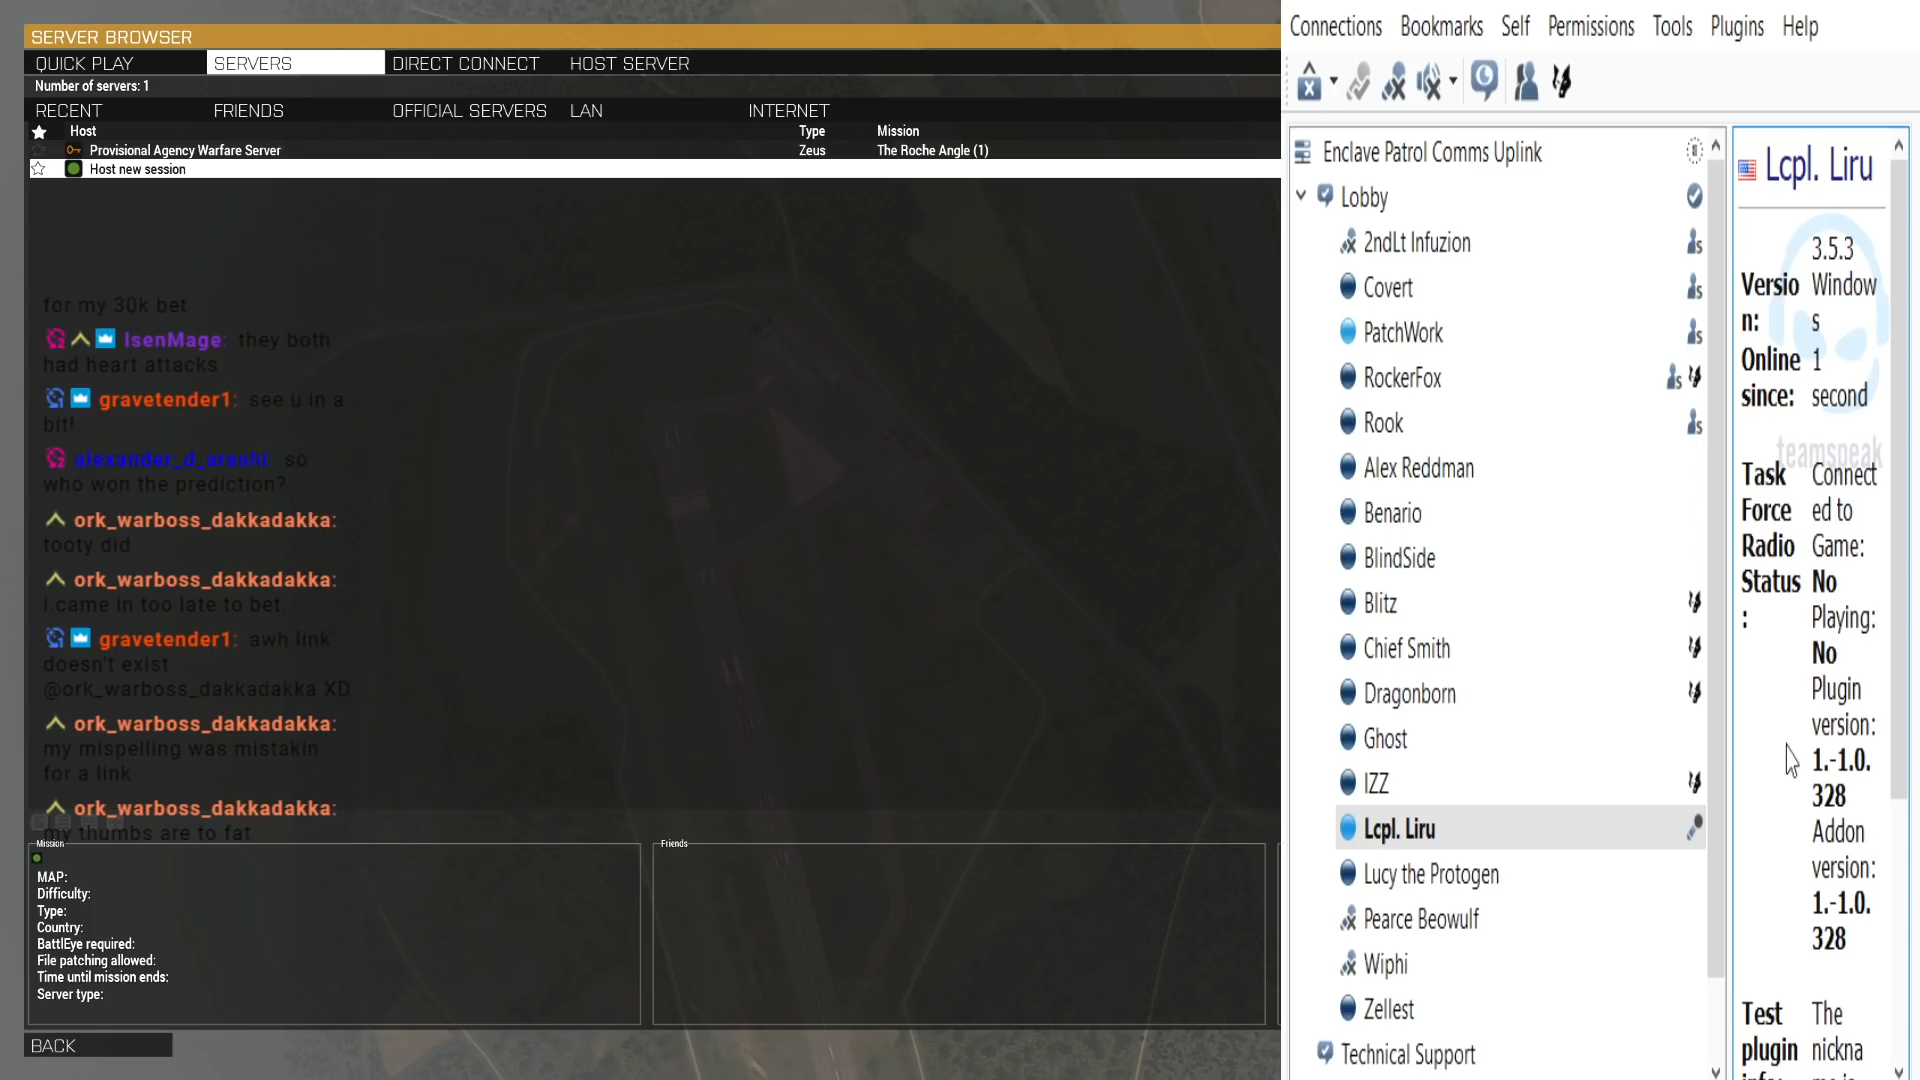 SERVER BROWSER
QUICK PLAY SERVERS DIRECT CONNECT HOST SERVER
Number of servers: 1
RECENT FRIENDS OFFICIAL SERVERS LAN INTERNET
Host Type Mission
Provisional Agency Warfare Server Zeus The Roche Angle (1)
Host new session
for my 30k bet
IsenMage: they both
had heart attacks
gravetender1: see u in a
bit!
alexander_d_arashi: so
who won the prediction?
ork_warboss_dakkadakka:
tooty did
ork_warboss_dakkadakka:
i.came in too late to bet
gravetender1: awh link
doesn't exist
@ork_warboss_dakkadakka XD
ork_warboss_dakkadakka:
my mispelling was mistakin
for a link
ork_warboss_dakkadakka:
my thumbs are to fat
Mission
MAP:
Difficulty:
Type:
Country:
BattlEye required:
File patching allowed:
Time until mission ends:
Server type:
Friends
BACK
Connections Bookmarks Self Permissions Tools Plugins Help
Enclave Patrol Comms Uplink
Lobby
2ndLt Infuzion
Covert
PatchWork
RockerFox
Rook
Alex Reddman
Benario
BlindSide
Blitz
Chief Smith
Dragonborn
Ghost
IZZ
Lcpl. Liru
Lucy the Protogen
Pearce Beowulf
Wiphi
Zellest
Technical Support
Lcpl. Liru
3.5.3
Versio Window
n: s
Online 1
since: second
teamspeak
Task Connect
Force ed to
Radio Game:
Status No
: Playing:
No
Plugin
version:
1.-1.0.
328
Addon
version:
1.-1.0.
328
Test The
plugin nickna